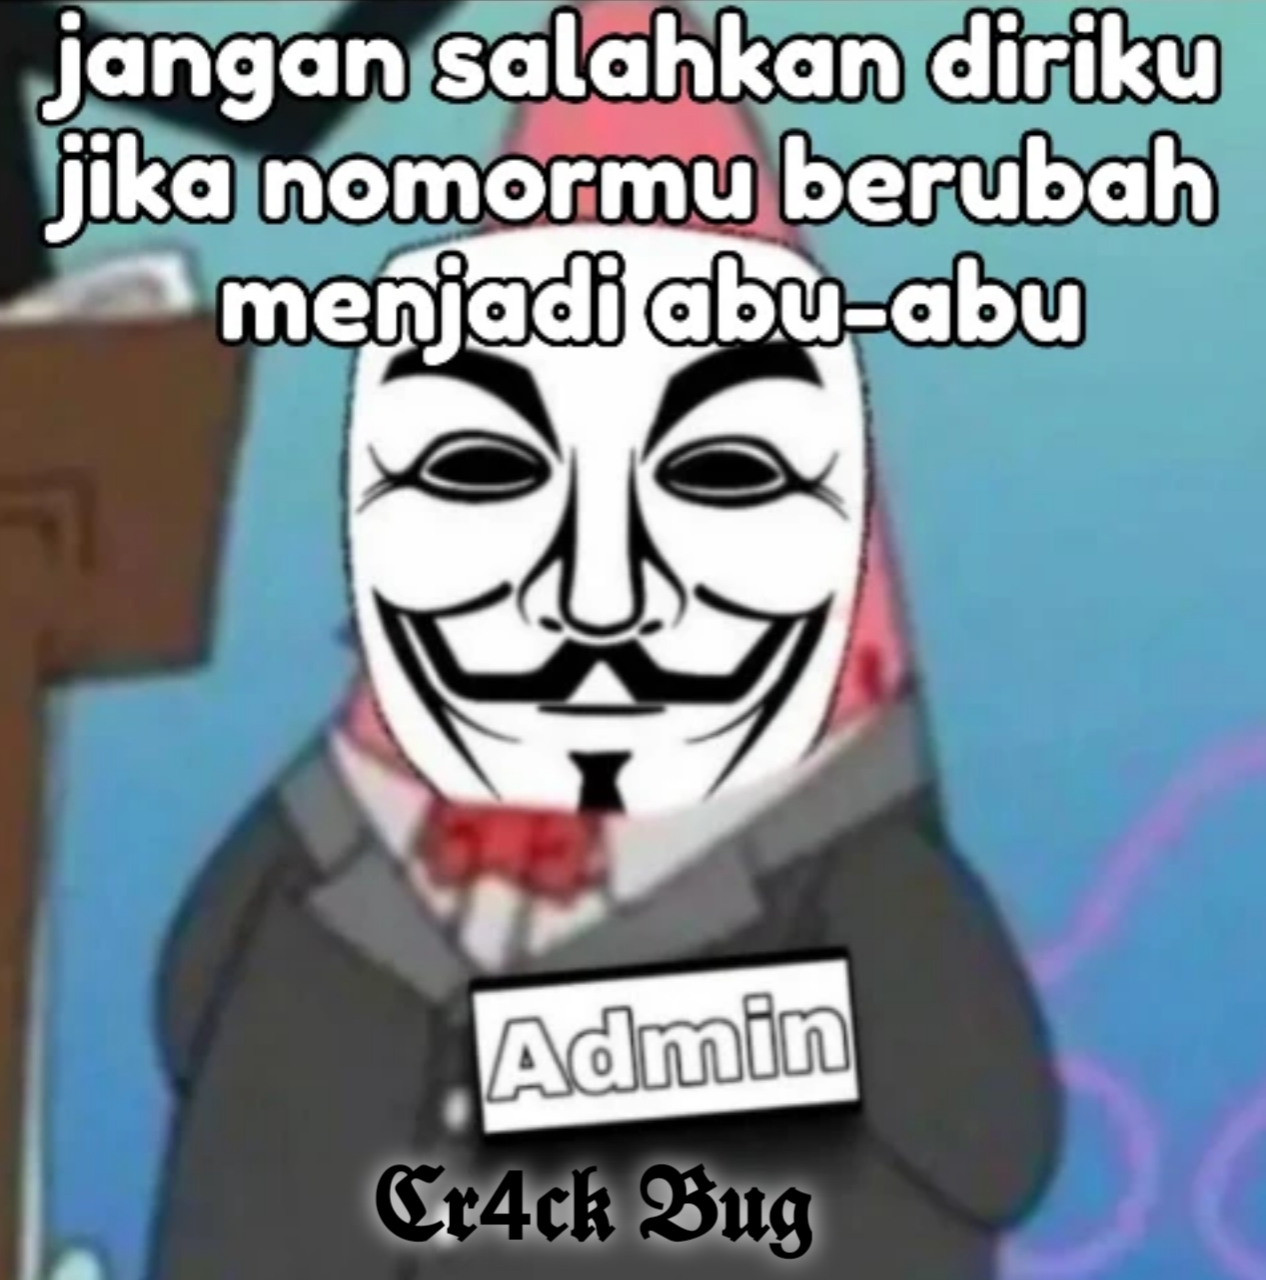 jangan salahkan diriku
jika nomormu berubah
menjadi abu-abu
Admin
Cr4ck Bug